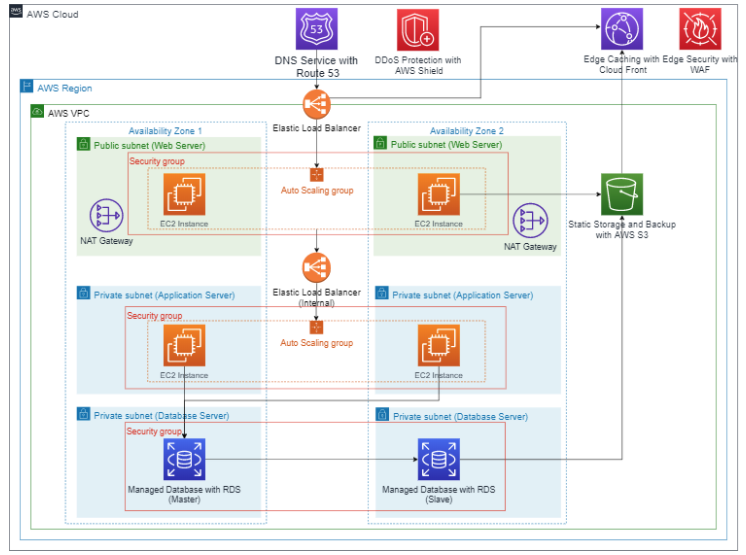 aws
AWS Cloud
53
DNS Service with
Route 53
DDoS Protection with
AWS Shield
Edge Caching with
Cloud Front
Edge Security with
WAF
AWS Region
AWS VPC
Availability Zone 1
Elastic Load Balancer
Availability Zone 2
Public subnet (Web Server)
Public subnet (Web Server)
Security group
Auto Scaling group
EC2 Instance
EC2 Instance
NAT Gateway
NAT Gateway
Static Storage and Backup
with AWS S3
Elastic Load Balancer
(Internal)
Private subnet (Application Server)
Private subnet (Application Server)
Security group
Auto Scaling group
EC2 Instance
EC2 Instance
Private subnet (Database Server)
Private subnet (Database Server)
Security group
Managed Database with RDS
(Master)
Managed Database with RDS
(Slave)